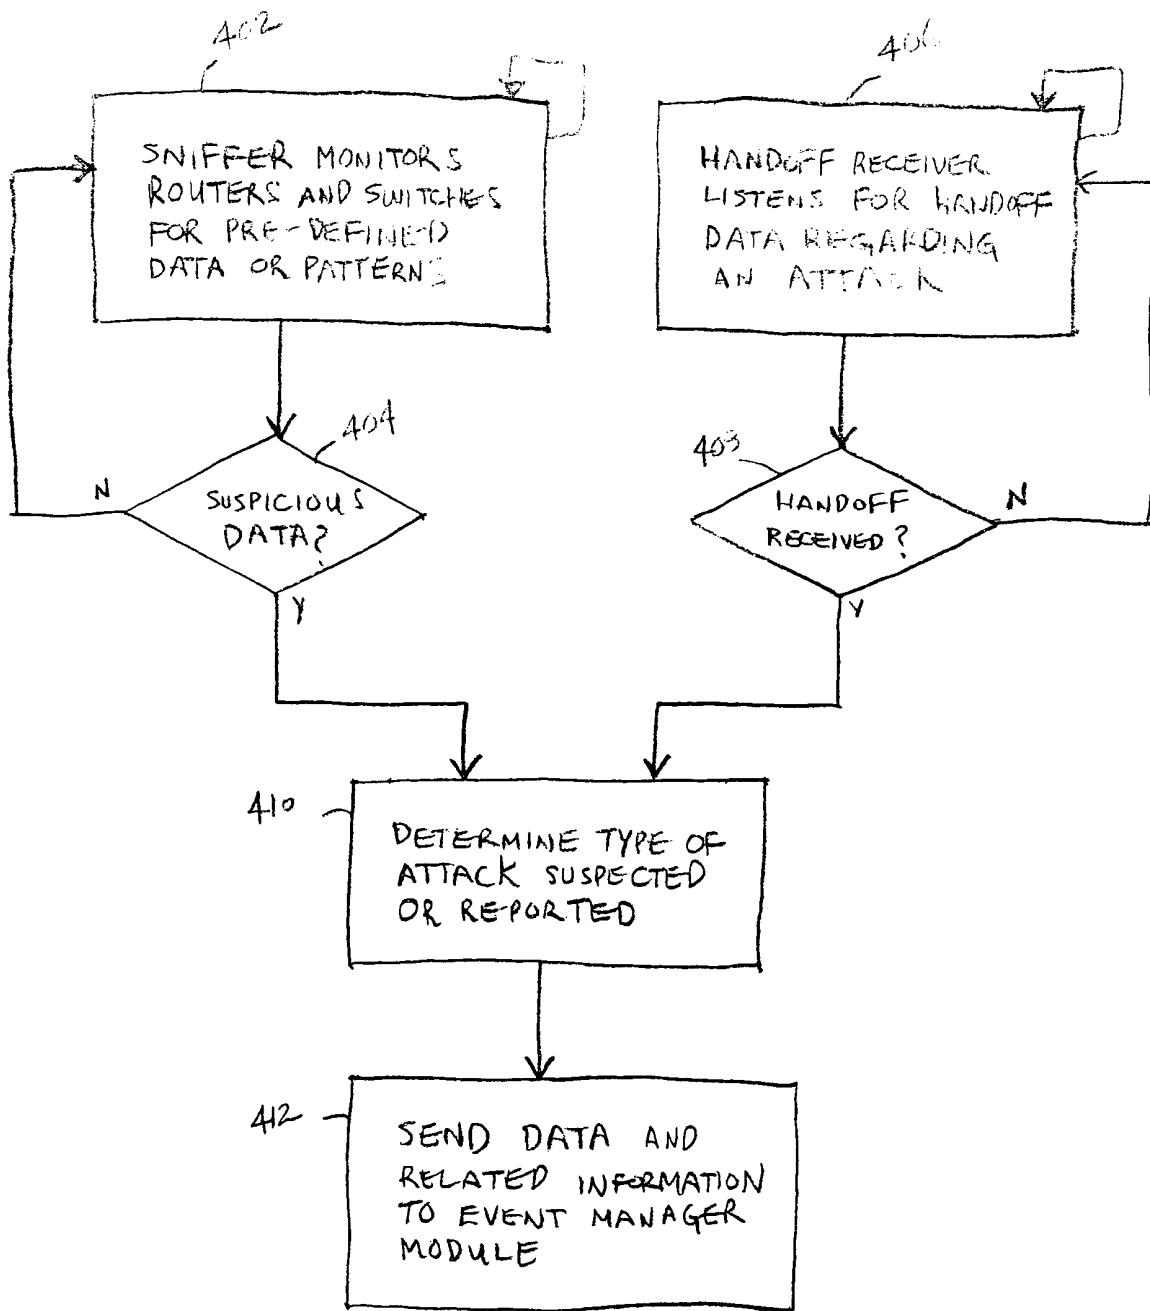 402
SNIFFER MONITORS
ROUTERS AND SWITCHES
FOR PRE-DEFINED
DATA OR PATTERNS
406
HANDOFF RECEIVER
LISTENS FOR HANDOFF
DATA REGARDING
AN ATTACK
404
SUSPICIOUS
DATA?
N
Y
408
HANDOFF
RECEIVED?
N
Y
410
DETERMINE TYPE OF
ATTACK SUSPECTED
OR REPORTED
412
SEND DATA AND
RELATED INFORMATION
TO EVENT MANAGER
MODULE